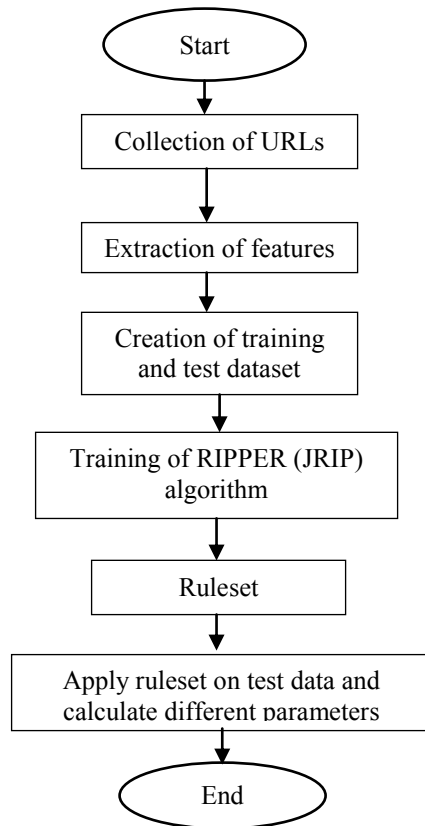 Start
Collection of URLs
Extraction of features
Creation of training
and test dataset
Training of RIPPER (JRIP)
algorithm
Ruleset
Apply ruleset on test data and
calculate different parameters
End